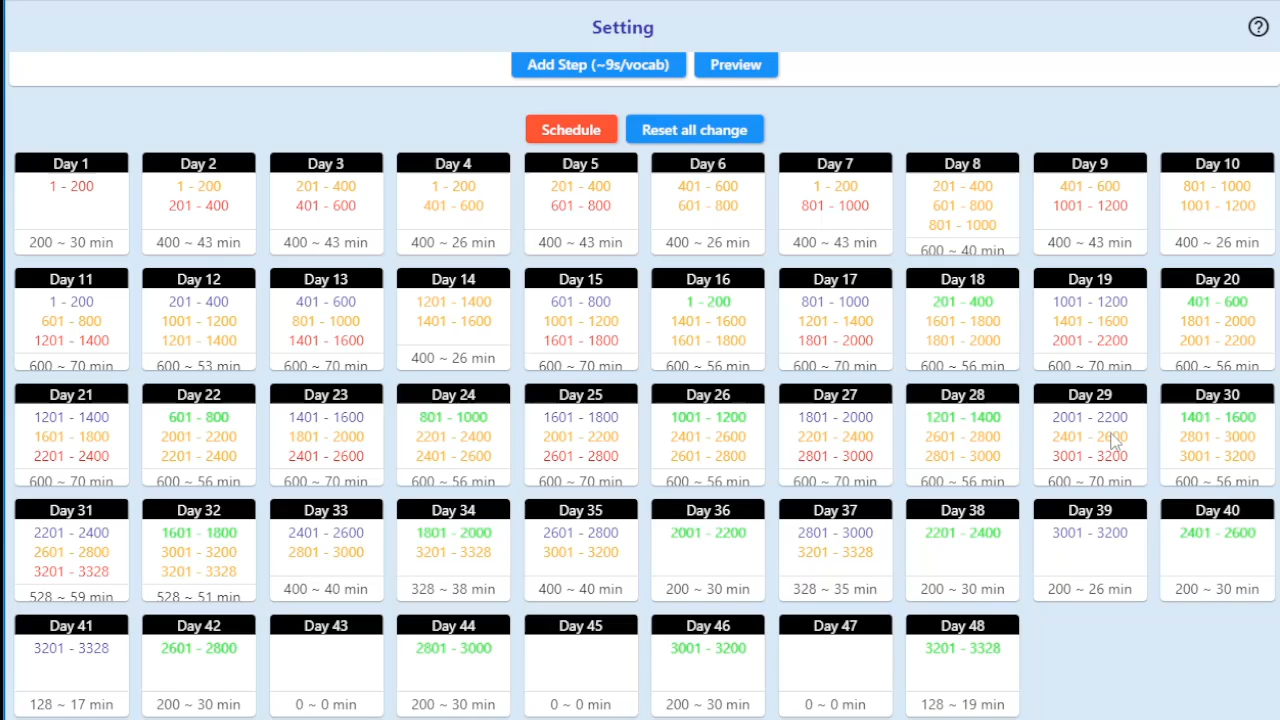 Setting
Add Step (~9s/vocab) Preview
Schedule Reset all change
Day 1 Day 2 Day 3 Day 4 Day 5 Day 6 Day 7 Day 8 Day 9 Day 10
1 - 200 1 - 200 201 - 400 1 - 200 201 - 400 401 - 600 1 - 200 201 - 400 401 - 600 801 - 1000
201 - 400 401 - 600 401 - 600 601 - 800 601 - 800 801 - 1000 601 - 800 1001 - 1200 1001 - 1200
801 - 1000
200 ~ 30 min 400 ~ 43 min 400 ~ 43 min 400 ~ 26 min 400 ~ 43 min 400 ~ 26 min 400 ~ 43 min 600 ~ 40 min 400 ~ 43 min 400 ~ 26 min
Day 11 Day 12 Day 13 Day 14 Day 15 Day 16 Day 17 Day 18 Day 19 Day 20
1 - 200 201 - 400 401 - 600 1201 - 1400 601 - 800 1 - 200 801 - 1000 201 - 400 1001 - 1200 401 - 600
601 - 800 1001 - 1200 801 - 1000 1401 - 1600 1001 - 1200 1401 - 1600 1201 - 1400 1601 - 1800 1401 - 1600 1801 - 2000
1201 - 1400 1201 - 1400 1401 - 1600 1601 - 1800 1601 - 1800 1801 - 2000 1801 - 2000 2001 - 2200 2001 - 2200
600 ~ 70 min 600 ~ 53 min 600 ~ 70 min 400 ~ 26 min 600 ~ 70 min 600 ~ 56 min 600 ~ 70 min 600 ~ 56 min 600 ~ 70 min 600 ~ 56 min
Day 21 Day 22 Day 23 Day 24 Day 25 Day 26 Day 27 Day 28 Day 29 Day 30
1201 - 1400 601 - 800 1401 - 1600 801 - 1000 1601 - 1800 1001 - 1200 1801 - 2000 1201 - 1400 2001 - 2200 1401 - 1600
1601 - 1800 2001 - 2200 1801 - 2000 2201 - 2400 2001 - 2200 2401 - 2600 2201 - 2400 2601 - 2800 2401 - 2600 2801 - 3000
2201 - 2400 2201 - 2400 2401 - 2600 2401 - 2600 2601 - 2800 2601 - 2800 2801 - 3000 2801 - 3000 3001 - 3200 3001 - 3200
600 ~ 70 min 600 ~ 56 min 600 ~ 70 min 600 ~ 56 min 600 ~ 70 min 600 ~ 56 min 600 ~ 70 min 600 ~ 56 min 600 ~ 70 min 600 ~ 56 min
Day 31 Day 32 Day 33 Day 34 Day 35 Day 36 Day 37 Day 38 Day 39 Day 40
2201 - 2400 1601 - 1800 2401 - 2600 1801 - 2000 2601 - 2800 2001 - 2200 2801 - 3000 2201 - 2400 3001 - 3200 2401 - 2600
2601 - 2800 3001 - 3200 2801 - 3000 3201 - 3328 3001 - 3200 3201 - 3328
3201 - 3328 3201 - 3328
528 ~ 59 min 528 ~ 51 min 400 ~ 40 min 328 ~ 38 min 400 ~ 40 min 200 ~ 30 min 328 ~ 35 min 200 ~ 30 min 200 ~ 26 min 200 ~ 30 min
Day 41 Day 42 Day 43 Day 44 Day 45 Day 46 Day 47 Day 48
3201 - 3328 2601 - 2800 2801 - 3000 3001 - 3200 3201 - 3328
128 ~ 17 min 200 ~ 30 min 0 ~ 0 min 200 ~ 30 min 0 ~ 0 min 200 ~ 30 min 0 ~ 0 min 128 ~ 19 min